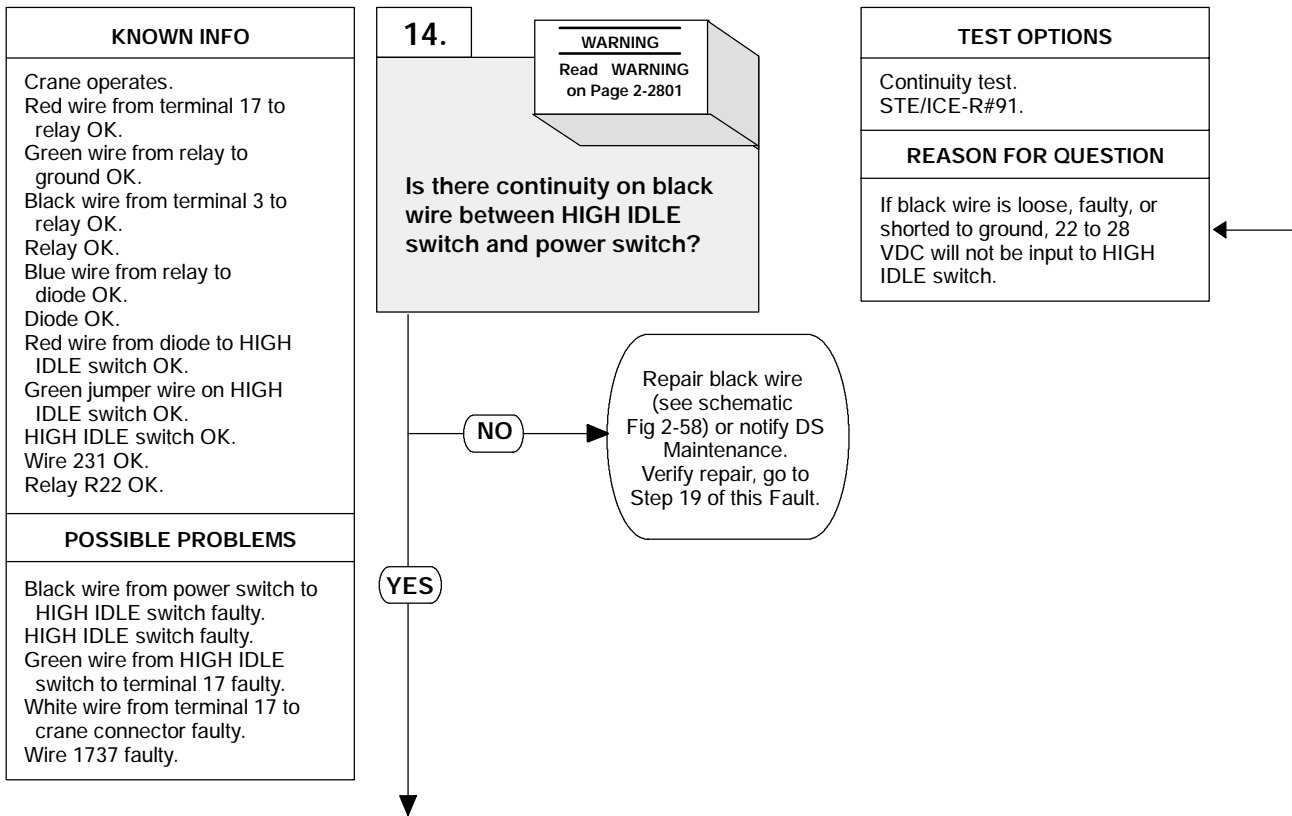 KNOWN INFO
Crane operates.
Red wire from terminal 17 to
relay OK.
Green wire from relay to
ground OK.
Black wire from terminal 3 to
relay OK.
Relay OK.
Blue wire from relay to
diode OK.
Diode OK.
Red wire from diode to HIGH
IDLE switch OK.
Green jumper wire on HIGH
IDLE switch OK.
HIGH IDLE switch OK.
Wire 231 OK.
Relay R22 OK.
POSSIBLE PROBLEMS
Black wire from power switch to
HIGH IDLE switch faulty.
HIGH IDLE switch faulty.
Green wire from HIGH IDLE
switch to terminal 17 faulty.
White wire from terminal 17 to
crane connector faulty.
Wire 1737 faulty.
14.
WARNING
Read WARNING
on Page 2-2801
Is there continuity on black
wire between HIGH IDLE
switch and power switch?
NO
Repair black wire
(see schematic
Fig 2-58) or notify DS
Maintenance.
Verify repair, go to
Step 19 of this Fault.
YES
TEST OPTIONS
Continuity test.
STE/ICE-R#91.
REASON FOR QUESTION
If black wire is loose, faulty, or
shorted to ground, 22 to 28
VDC will not be input to HIGH
IDLE switch.